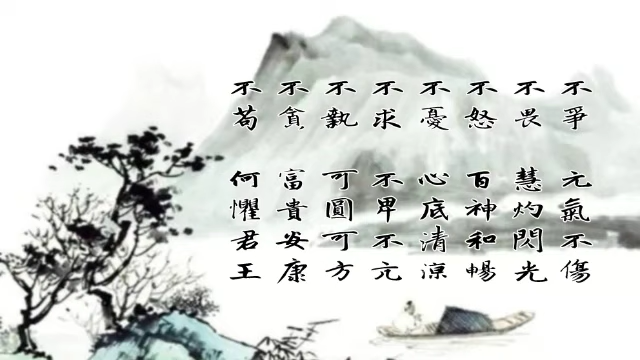 不爭 元氣不傷
不畏 慧灼閃光
不怒 百神和暢
不憂 心底清涼
不求 不卑不亢
不執 可圓可方
不貪 富貴安康
不苟 何懼君王